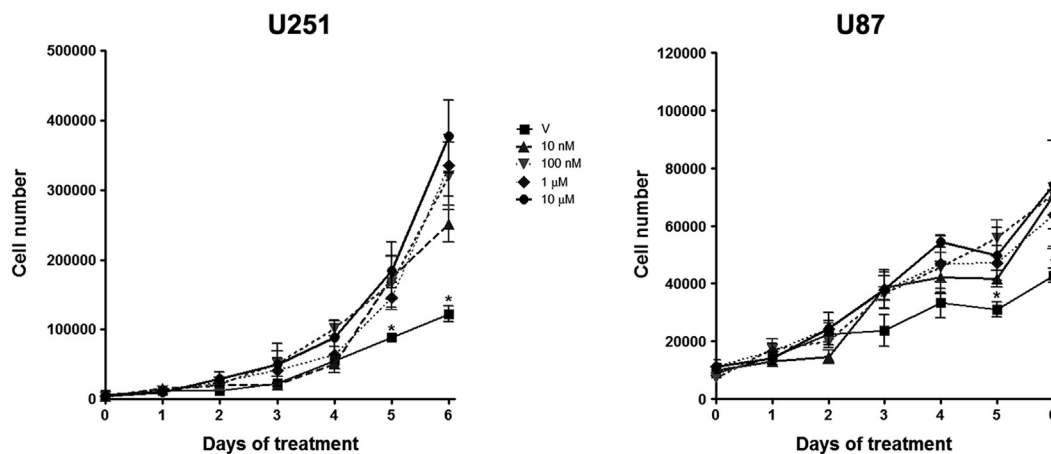 U251
U87
500000
400000
300000
200000
100000
0
Cell number
0 1 2 3 4 5 6
Days of treatment
*
*
V
10 nM
100 nM
1 µM
10 µM
120000
100000
80000
60000
40000
20000
0
Cell number
0 1 2 3 4 5
Days of treatment
*